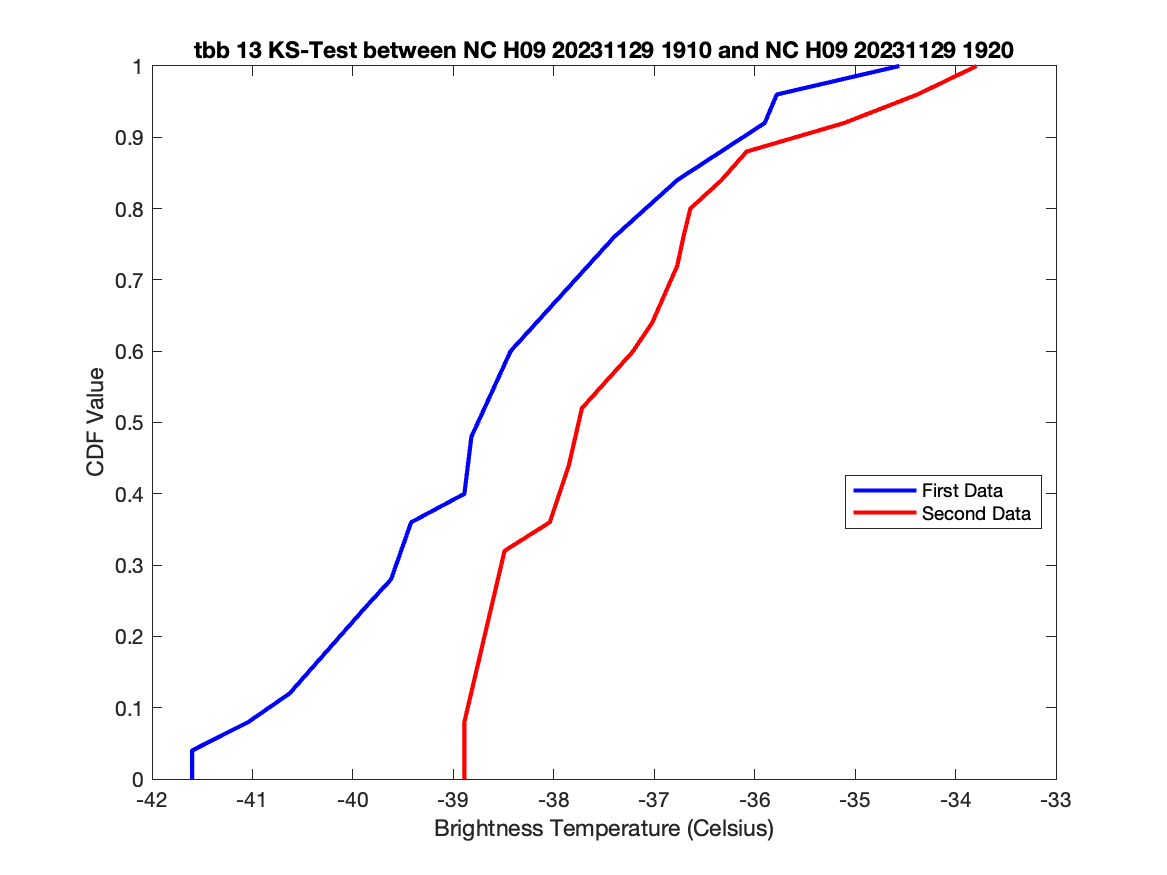 tbb 13 KS-Test between NC H09 20231129 1910 and NC H09 20231129 1920
1
0.9
0.8
0.7
0.6
0.5
0.4
0.3
0.2
0.1
0
CDF Value
First Data
Second Data
-42 -41 -40 -39 -38 -37 -36 -35 -34 -33
Brightness Temperature (Celsius)